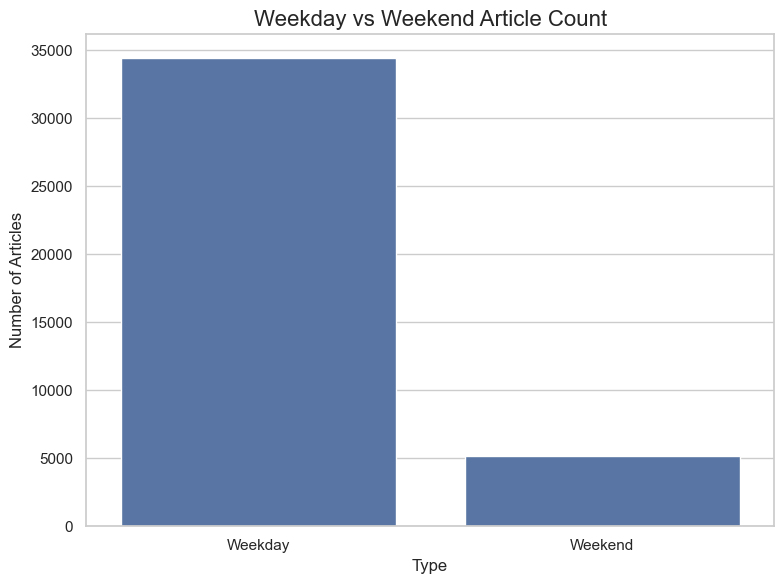 Weekday vs Weekend Article Count
Number of Articles
35000
30000
25000
20000
15000
10000
5000
0
Weekday Weekend
Type